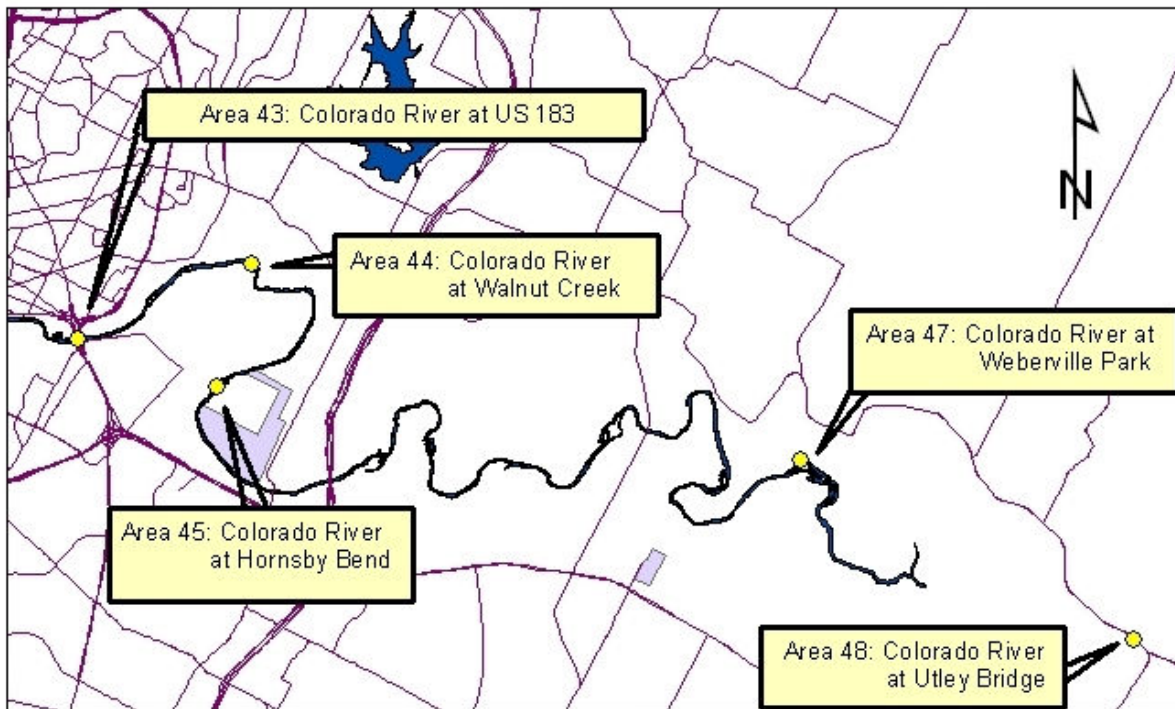 Area 43: Colorado River at US 183
Area 44: Colorado River
at Walnut Creek
N
Area 47: Colorado River at
Weberville Park
Area 45: Colorado River
at Hornsby Bend
Area 48: Colorado River
at Utley Bridge